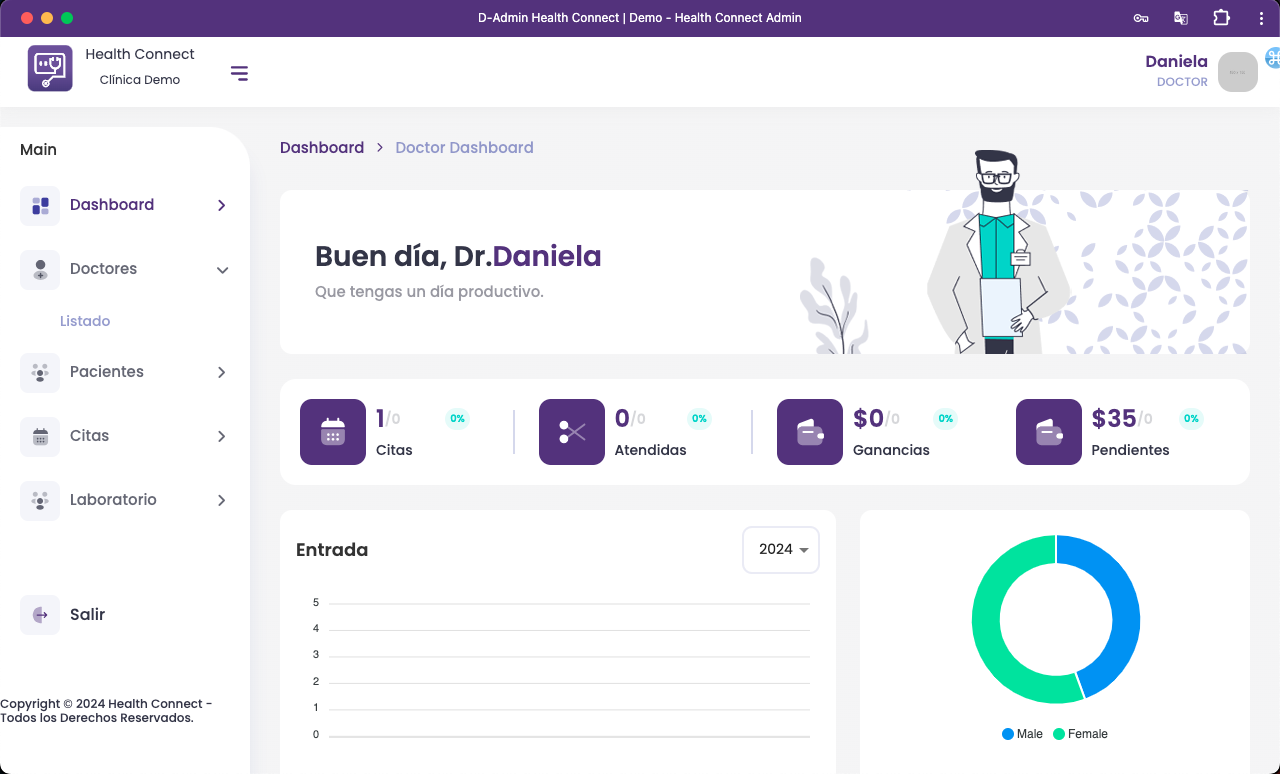 D-Admin Health Connect | Demo - Health Connect Admin
Health Connect
Clínica Demo
Daniela
DOCTOR
Main
Dashboard
Doctores
Listado
Pacientes
Citas
Laboratorio
Salir
Copyright © 2024 Health Connect -
Todos los Derechos Reservados.
Dashboard > Doctor Dashboard
Buen día, Dr.Daniela
Que tengas un día productivo.
1/0 0%
Citas
0/0 0%
Atendidas
$0/0 0%
Ganancias
$35/0 0%
Pendientes
Entrada
2024
5
4
3
2
1
0
Male Female